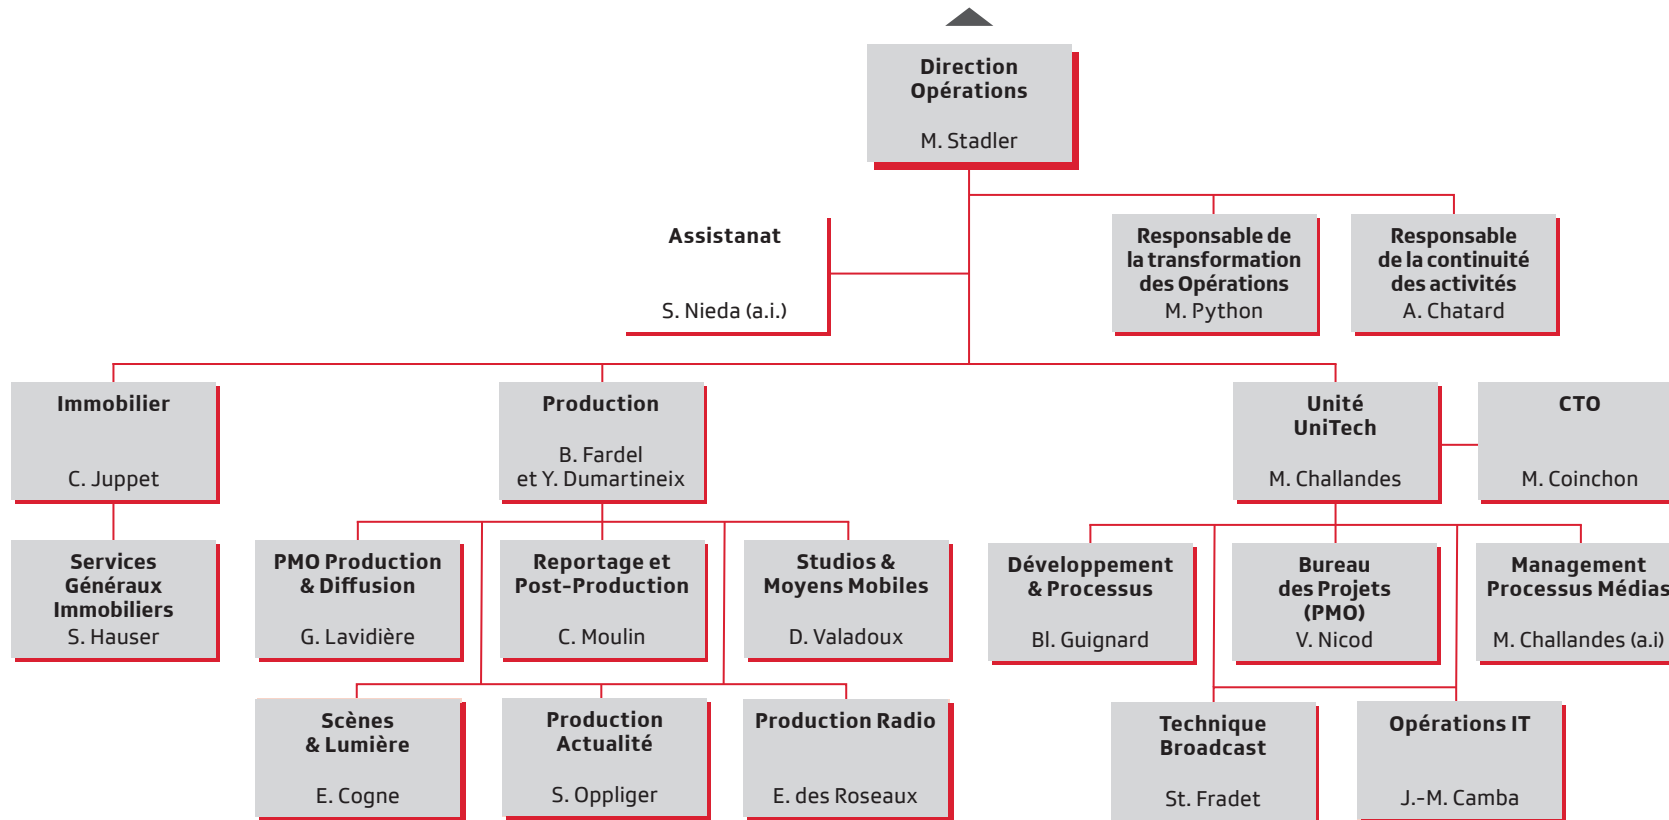 Direction
Opérations
M. Stadler
Assistanat
S. Nieda (a.i.)
Responsable de
la transformation
des Opérations
M. Python
Responsable
de la continuité
des activités
A. Chatard
Immobilier
C. Juppet
Production
B. Fardel
et Y. Dumartineix
Unité
UniTech
M. Challandes
CTO
M. Coinchon
Services
Généraux
Immobiliers
S. Hauser
PMO Production
& Diffusion
G. Lavidière
Reportage et
Post-Production
C. Moulin
Studios &
Moyens Mobiles
D. Valadoux
Développement
& Processus
Bl. Guignard
Bureau
des Projets
(PMO)
V. Nicod
Management
Processus Médias
M. Challandes (a.i)
Scènes
& Lumière
E. Cogne
Production
Actualité
S. Oppliger
Production Radio
E. des Roseaux
Technique
Broadcast
St. Fradet
Opérations IT
J.-M. Camba